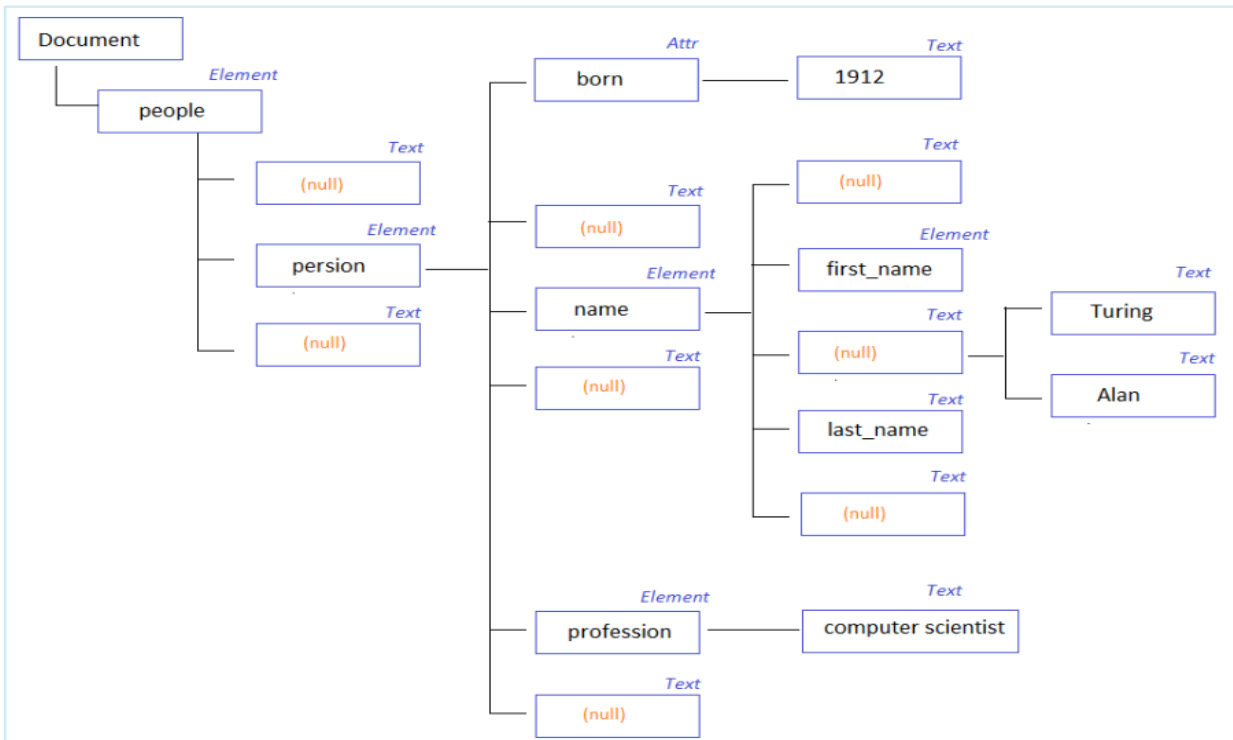 Document
Element
people
Text
(null)
Element
persion
Text
(null)
Attr
born
Text
1912
Text
(null)
Element
name
Text
(null)
Text
(null)
Element
first_name
Text
(null)
Text
Turing
Text
Alan
Text
last_name
Text
(null)
Element
profession
Text
computer scientist
Text
(null)